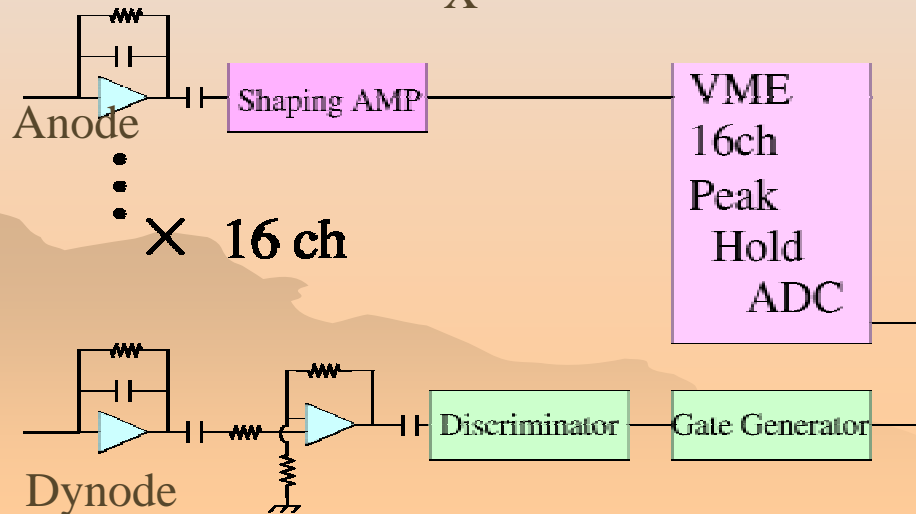 Shaping AMP
VME
16ch
Peak
Hold
ADC
Anode
× 16 ch
Discriminator
Gate Generator
Dynode